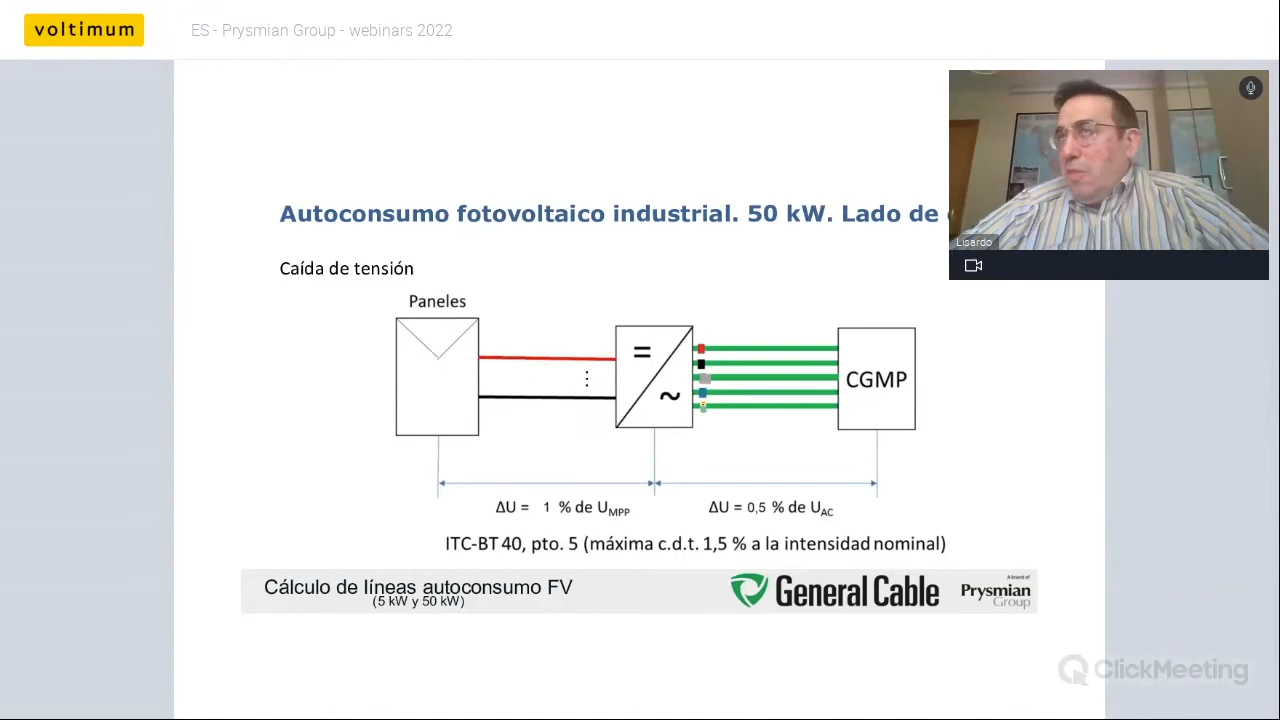 voltimum
ES - Prysmian Group - webinars 2022
Autoconsumo fotovoltaico industrial. 50 kW. Lado de
Lisardo
Caída de tensión
Paneles
=
~
CGMP
ΔU = 1 % de UMPP
ΔU = 0,5 % de UAC
ITC-BT 40, pto. 5 (máxima c.d.t. 1,5 % a la intensidad nominal)
Cálculo de líneas autoconsumo FV
(5 kW y 50 kW)
General Cable
A brand of
Prysmian
Group
ClickMeeting